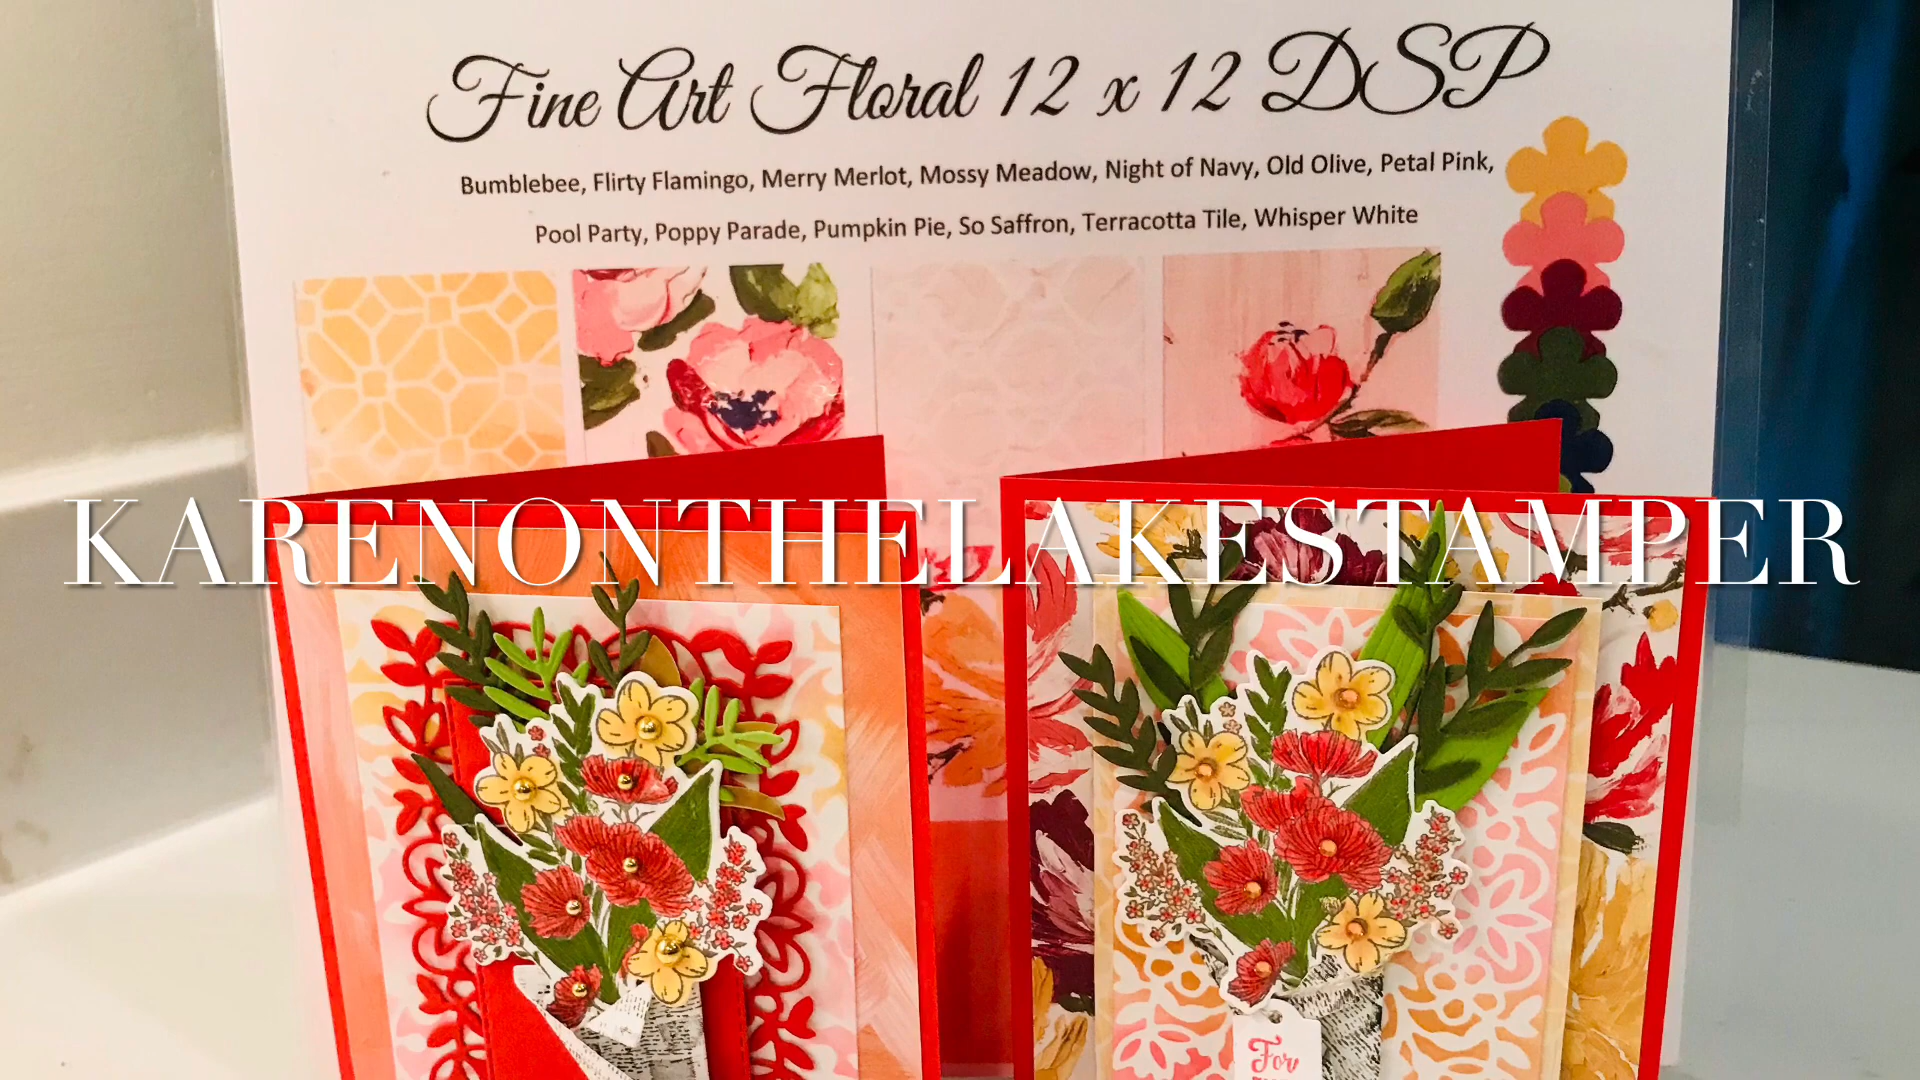 Fine Art Floral 12 x 12 DSP
Bumblebee, Flirty Flamingo, Merry Merlot, Mossy Meadow, Night of Navy, Old Olive, Petal Pink,
Pool Party, Poppy Parade, Pumpkin Pie, So Saffron, Terracotta Tile, Whisper White
KARENONTHELAKESTAMPER
For